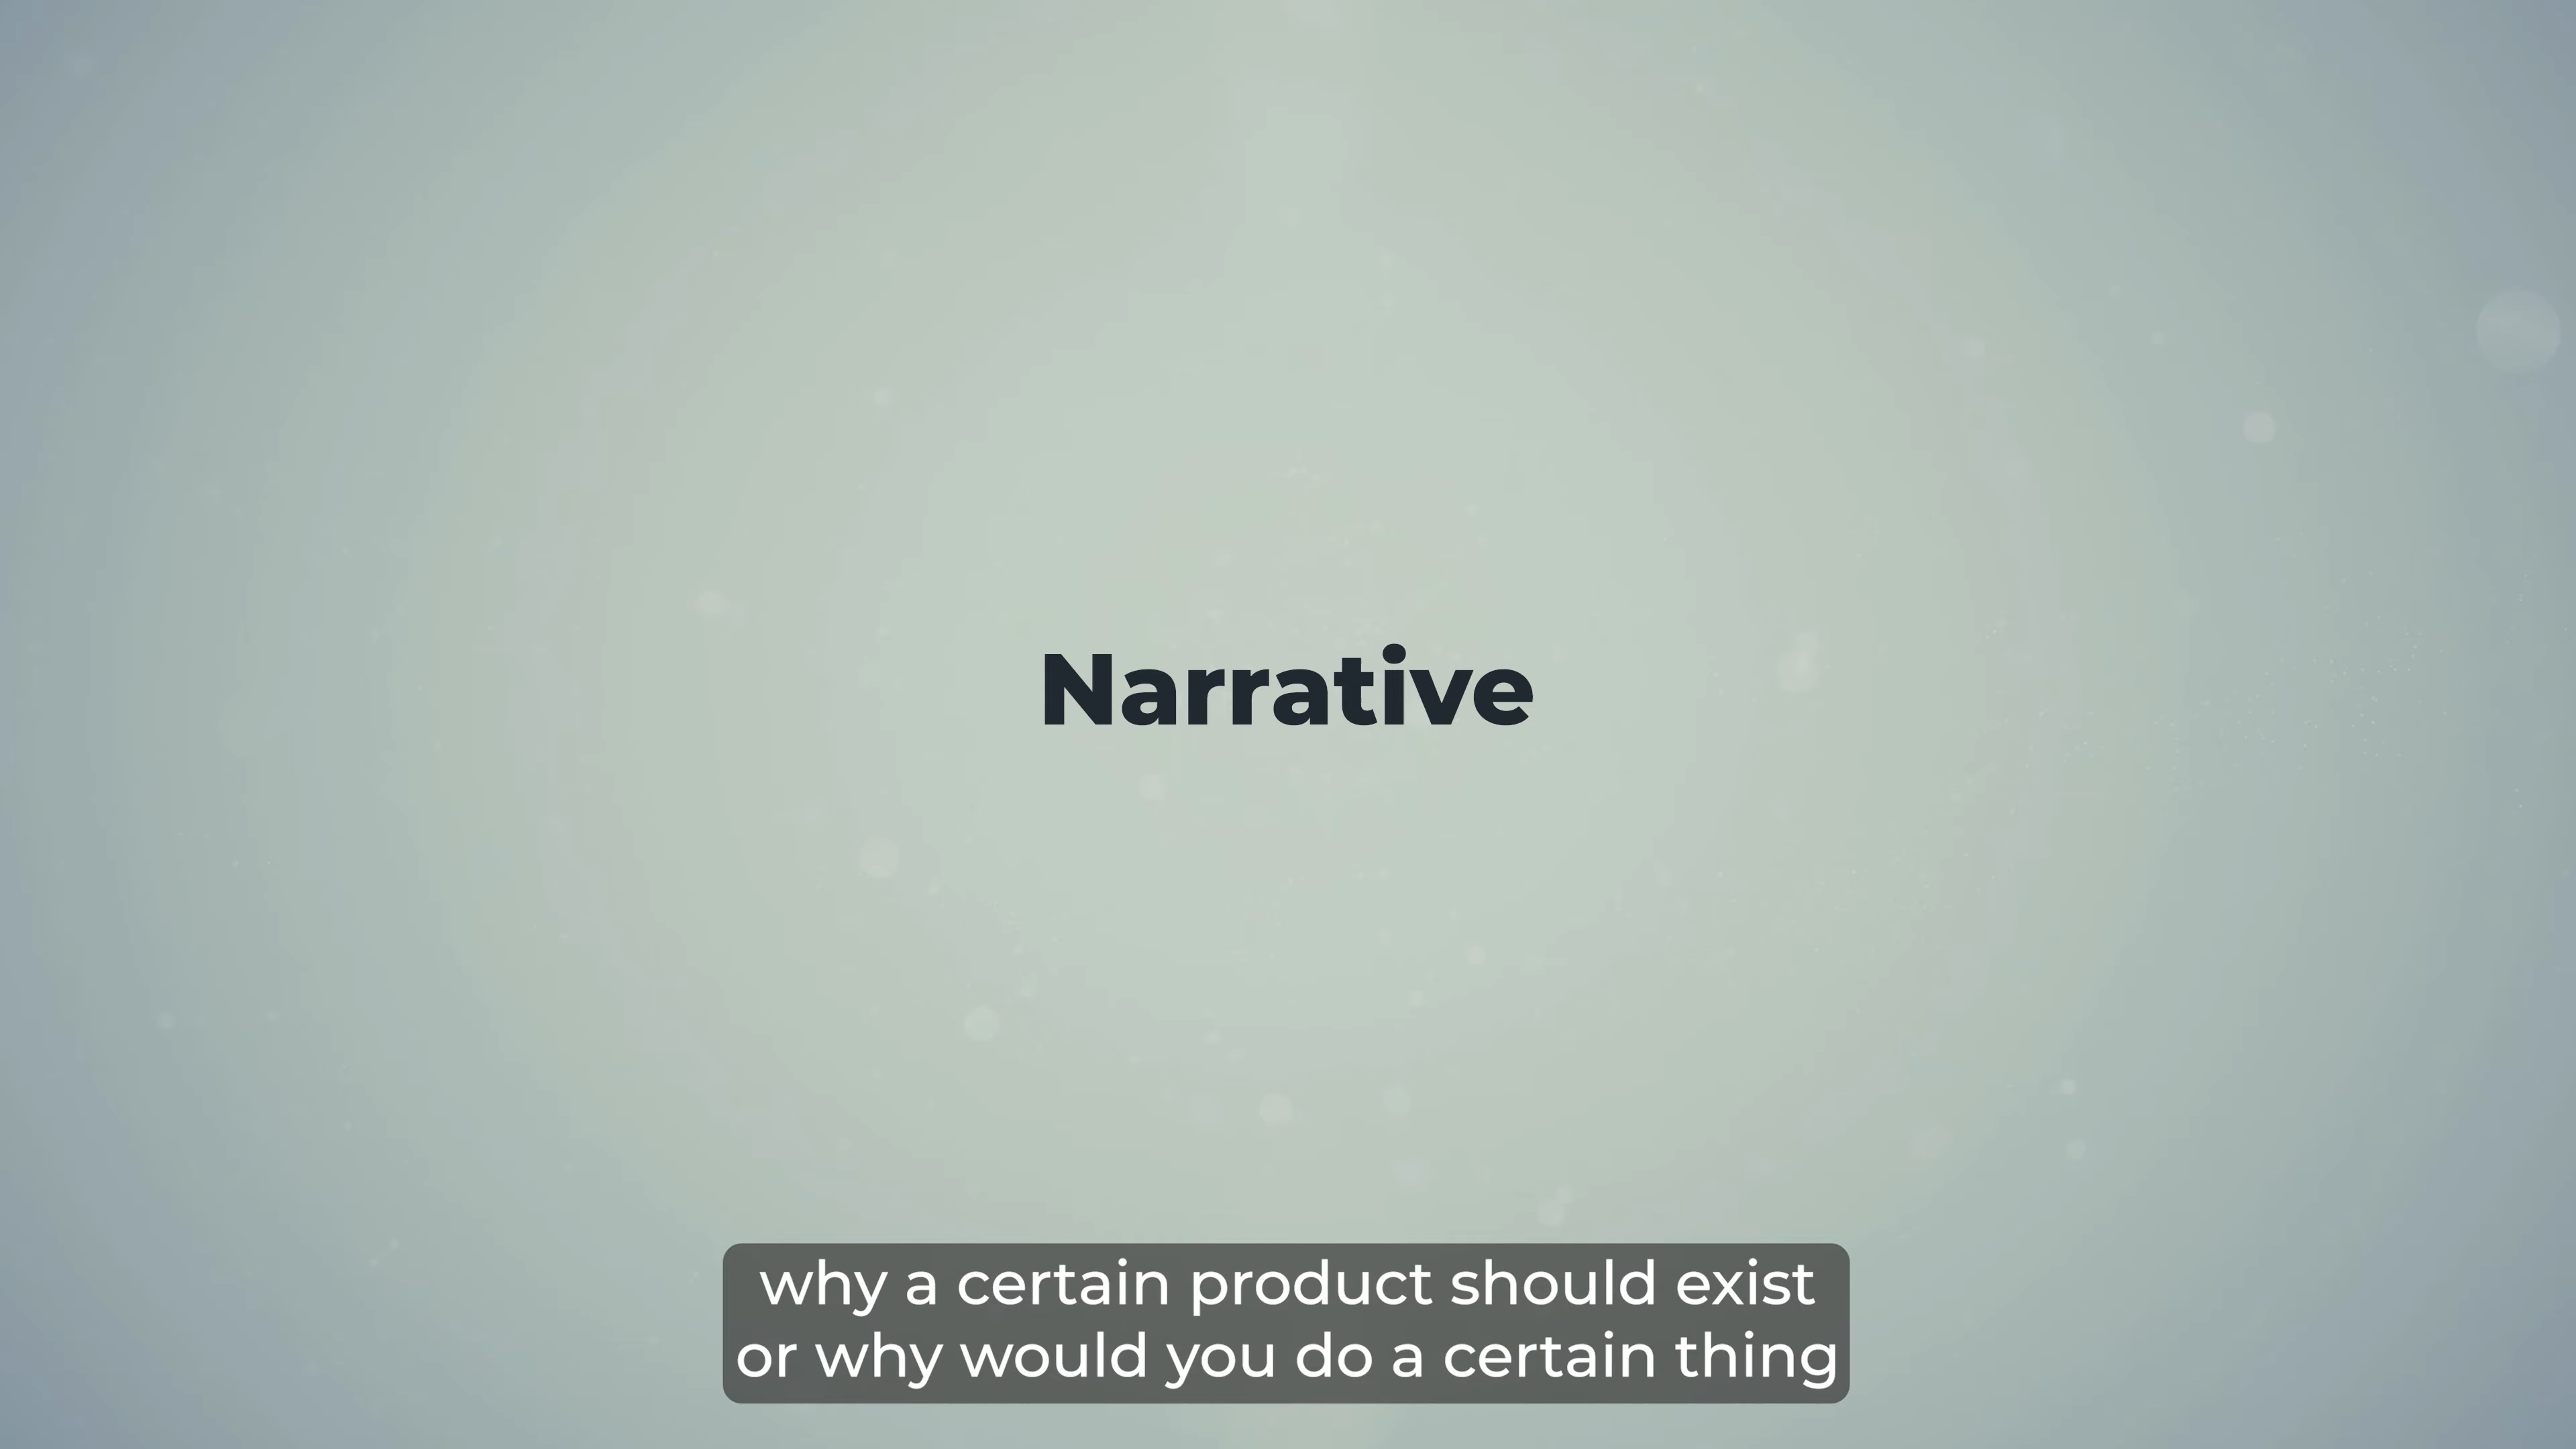 Narrative
why a certain product should exist
or why would you do a certain thing